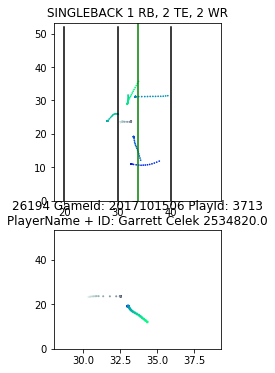 SINGLEBACK 1 RB, 2 TE, 2 WR
50
40
30
20
10
0
20 30 40
26194 GameId: 2017101506 PlayId: 3713
PlayerName + ID: Garrett Celek 2534820.0
40
20
0
30.0 32.5 35.0 37.5